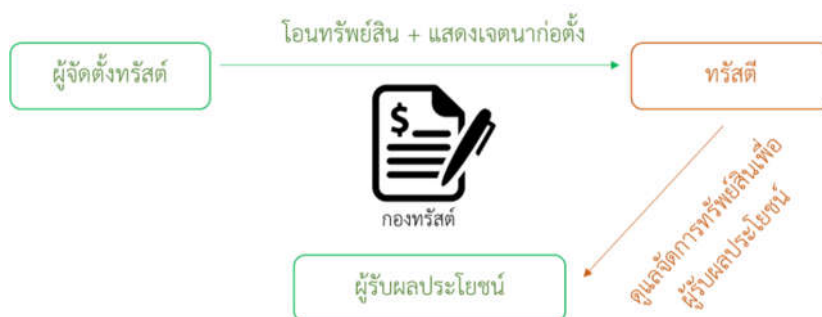 โอนทรัพย์สิน + แสดงเจตนาก่อตั้ง
ผู้จัดตั้งทรัสต์
ทรัสตี
$
กองทรัสต์
ดูแลจัดการทรัพย์สินเพื่อ
ผู้รับผลประโยชน์
ผู้รับผลประโยชน์